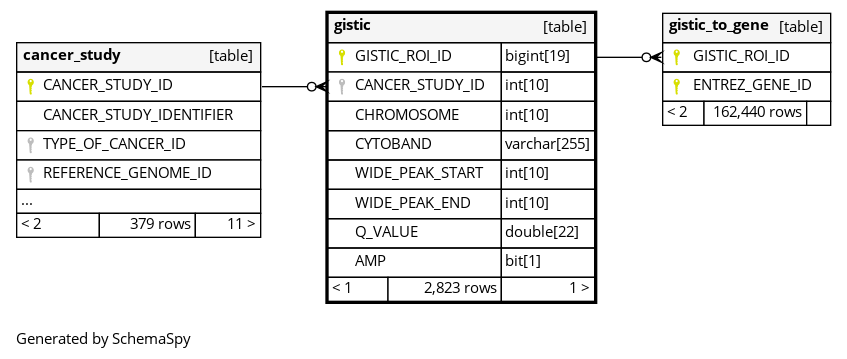 cancer_study [table]
CANCER_STUDY_ID
CANCER_STUDY_IDENTIFIER
TYPE_OF_CANCER_ID
REFERENCE_GENOME_ID
...
< 2 379 rows 11 >
gistic [table]
GISTIC_ROI_ID bigint[19]
CANCER_STUDY_ID int[10]
CHROMOSOME int[10]
CYTOBAND varchar[255]
WIDE_PEAK_START int[10]
WIDE_PEAK_END int[10]
Q_VALUE double[22]
AMP bit[1]
< 1 2,823 rows 1 >
gistic_to_gene [table]
GISTIC_ROI_ID
ENTREZ_GENE_ID
< 2 162,440 rows
Generated by SchemaSpy